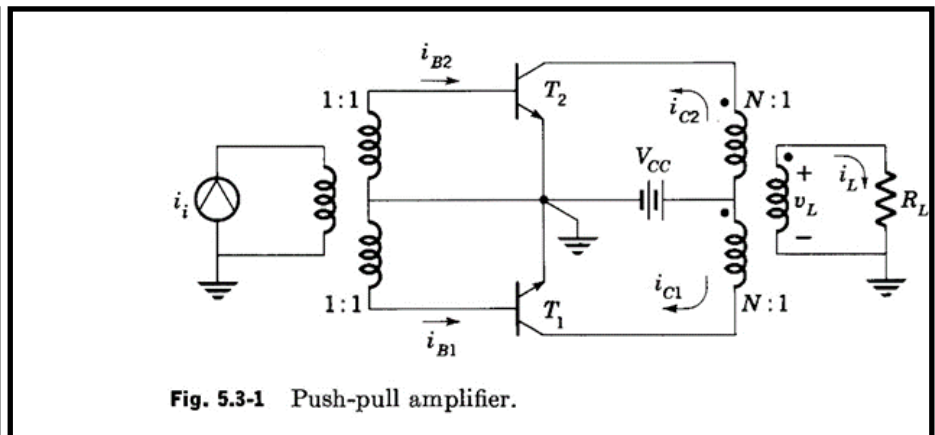 i_B2
1:1
T_2
i_C2
N:1
V_CC
i_i
+
i_L
v_L
R_L
−
1:1
i_C1
T_1
N:1
i_B1
Fig. 5.3-1 Push-pull amplifier.